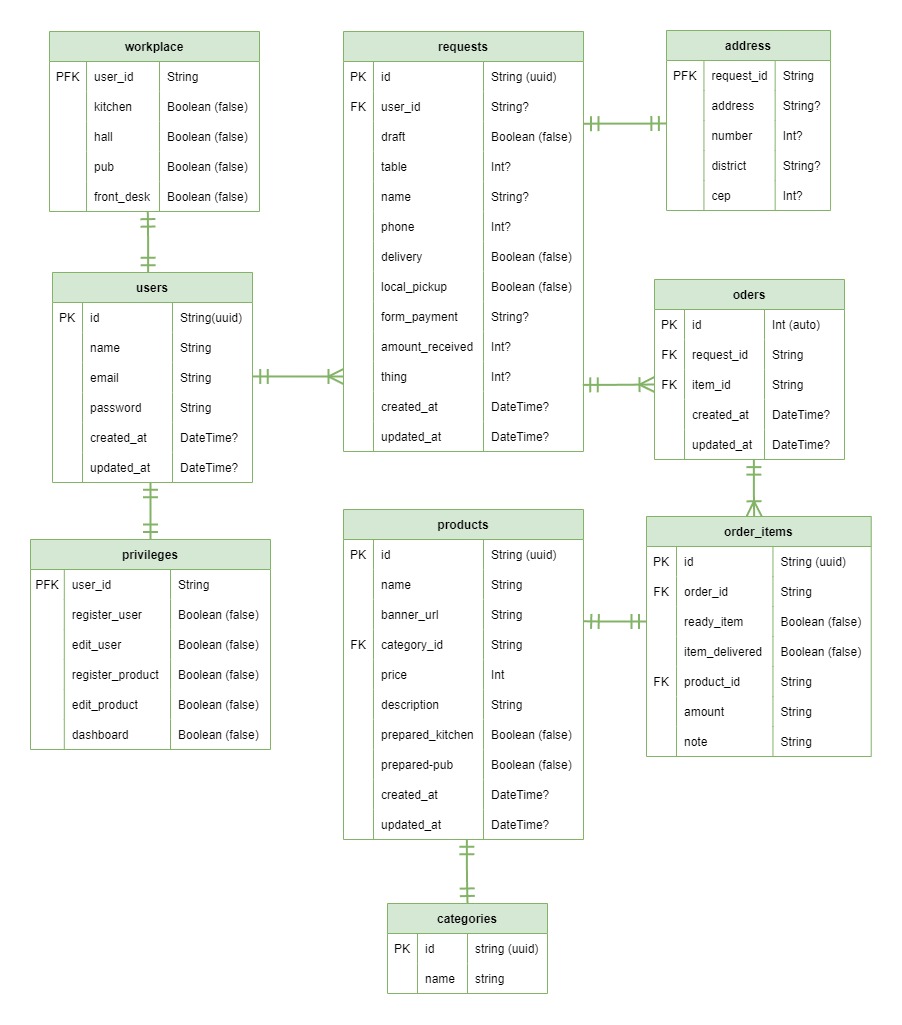 workplace
PFK user_id String
kitchen Boolean (false)
hall Boolean (false)
pub Boolean (false)
front_desk Boolean (false)
requests
PK id String (uuid)
FK user_id String?
draft Boolean (false)
table Int?
name String?
phone Int?
delivery Boolean (false)
local_pickup Boolean (false)
form_payment String?
amount_received Int?
thing Int?
created_at DateTime?
updated_at DateTime?
address
PFK request_id String
address String?
number Int?
district String?
cep Int?
users
PK id String(uuid)
name String
email String
password String
created_at DateTime?
updated_at DateTime?
oders
PK id Int (auto)
FK request_id String
FK item_id String
created_at DateTime?
updated_at DateTime?
privileges
PFK user_id String
register_user Boolean (false)
edit_user Boolean (false)
register_product Boolean (false)
edit_product Boolean (false)
dashboard Boolean (false)
products
PK id String (uuid)
name String
banner_url String
FK category_id String
price Int
description String
prepared_kitchen Boolean (false)
prepared-pub Boolean (false)
created_at DateTime?
updated_at DateTime?
order_items
PK id String (uuid)
FK order_id String
ready_item Boolean (false)
item_delivered Boolean (false)
FK product_id String
amount String
note String
categories
PK id string (uuid)
name string